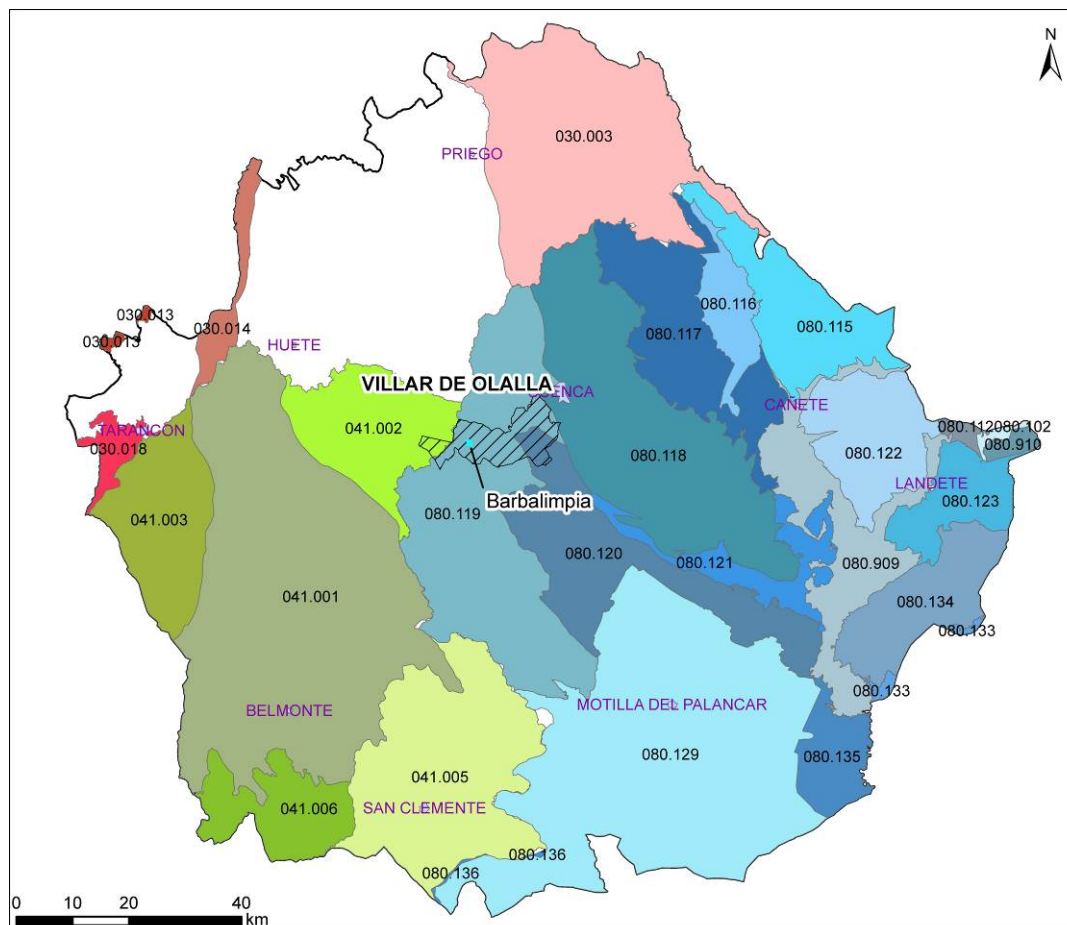 N
030.003
PRIEGO
080.116
030.013
030.013
030.014
080.115
080.117
HUETE
VILLAR DE OLALLA
CUENCA
CAÑETE
041.002
TARANCÓN
030.018
080.112
080.102
080.910
080.118
080.122
LANDETE
Barbalimpia
080.123
041.003
080.119
080.120
080.121
080.909
041.001
080.134
080.133
080.133
BELMONTE
MOTILLA DEL PALANCAR
080.129
080.135
041.005
041.006
SAN CLEMENTE
080.136
080.136
0 10 20 40
km